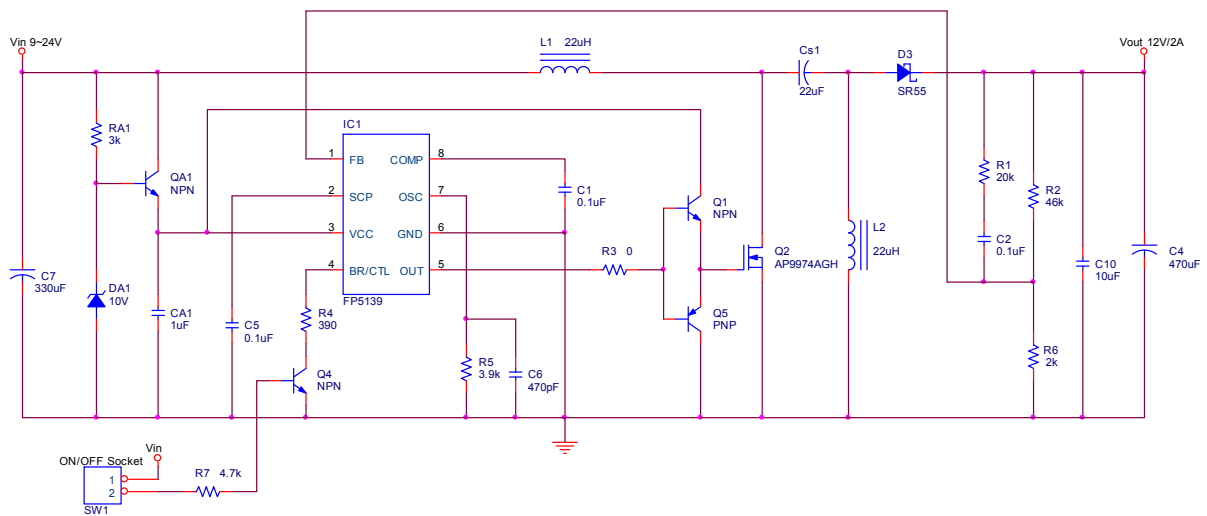 Vin 9~24V
L1 22uH
Cs1
22uF
D3
SR55
Vout 12V/2A
RA1
3k
QA1
NPN
IC1
1 FB COMP 8
2 SCP OSC 7
3 VCC GND 6
4 BR/CTL OUT 5
FP5139
C1
0.1uF
Q1
NPN
R3 0
Q2
AP9974AGH
L2
22uH
R1
20k
R2
46k
C2
0.1uF
C10
10uF
C4
470uF
C7
330uF
DA1
10V
CA1
1uF
C5
0.1uF
R4
390
Q4
NPN
R5
3.9k
C6
470pF
Q5
PNP
R6
2k
Vin
ON/OFF Socket
1
2
SW1
R7 4.7k